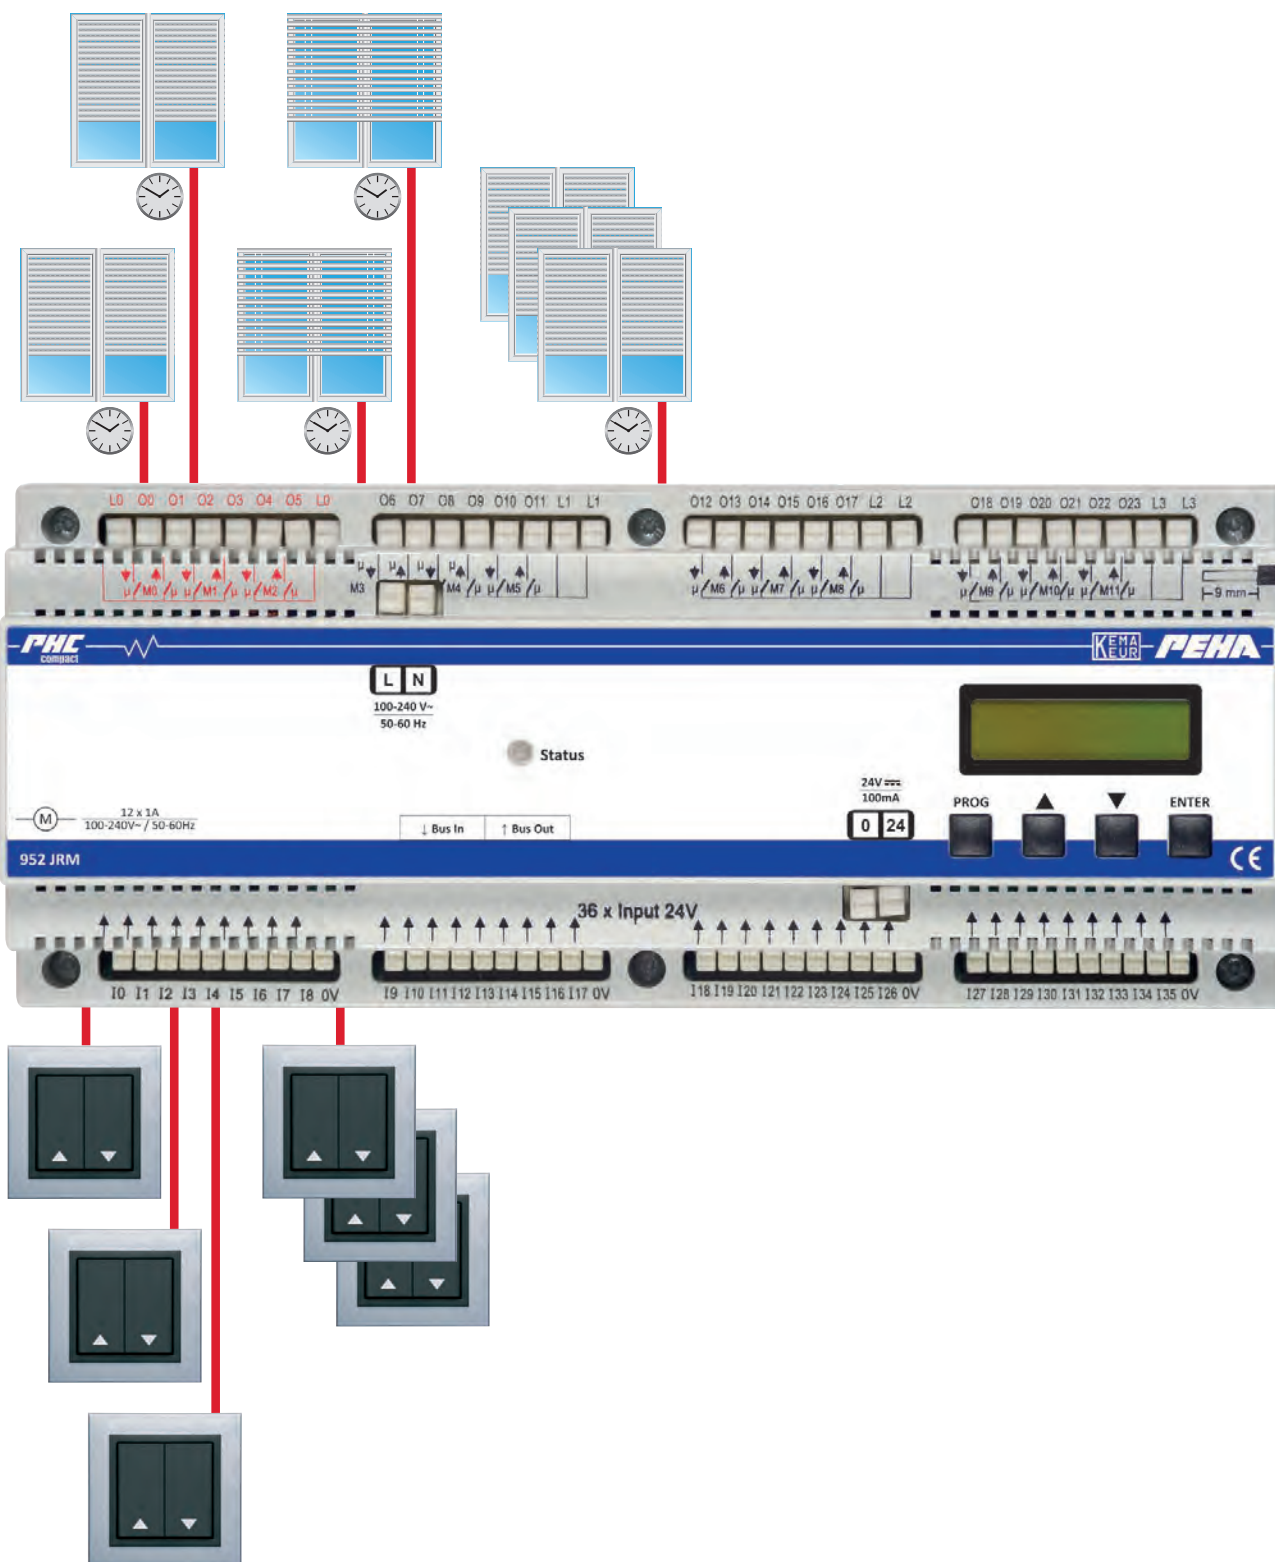 L0 O0 O1 O2 O3 O4 O5 L0
O6 O7 O8 O9 O10 O11 L1 L1
O12 O13 O14 O15 O16 O17 L2 L2
O18 O19 O20 O21 O22 O23 L3 L3
μ M0 μ μ M1 μ μ M2 μ
μ μ μ μ
M3 M4 μ μ M5 μ
μ M6 μ μ M7 μ μ M8 μ
μ M9 μ μ M10 μ μ M11 μ
9 mm
PHC
compact
KEMA
KEUR
PEHA
L N
100-240 V~
50-60 Hz
Status
M
12 x 1A
100-240V~ / 50-60Hz
↓ Bus In ↑ Bus Out
24V
100mA
0 24
PROG ▲ ▼ ENTER
952 JRM
CE
36 x Input 24V
I0 I1 I2 I3 I4 I5 I6 I7 I8 0V
I9 I10 I11 I12 I13 I14 I15 I16 I17 0V
I18 I19 I20 I21 I22 I23 I24 I25 I26 0V
I27 I28 I29 I30 I31 I32 I33 I34 I35 0V